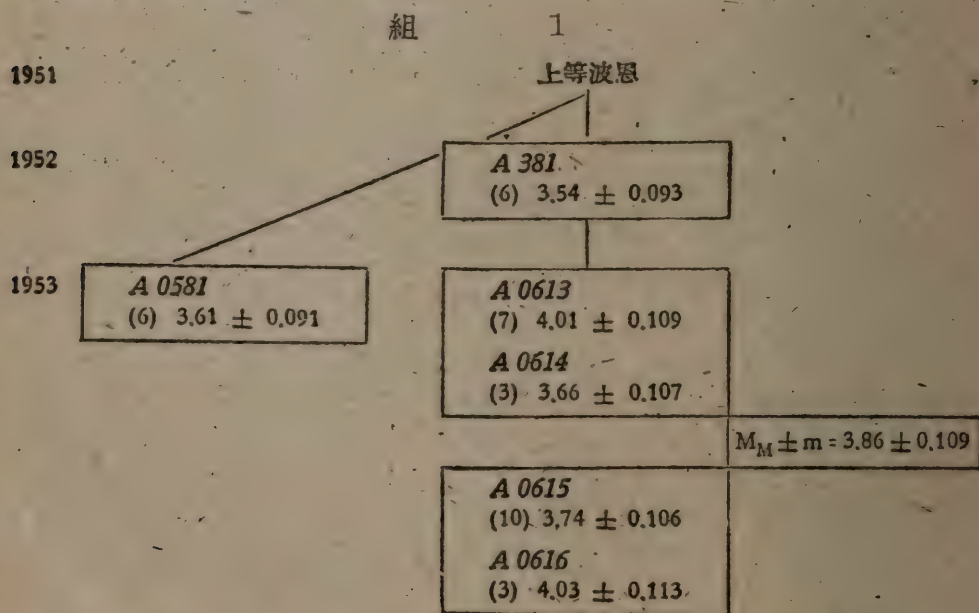 組 1
1951 上等波恩
1952
A 381
(6) 3.54 ± 0.093
1953
A 0581
(6) 3.61 ± 0.091
A 0613
(7) 4.01 ± 0.109
A 0614
(3) 3.66 ± 0.107
M_M ± m = 3.86 ± 0.109
A 0615
(10) 3.74 ± 0.106
A 0616
(3) 4.03 ± 0.113